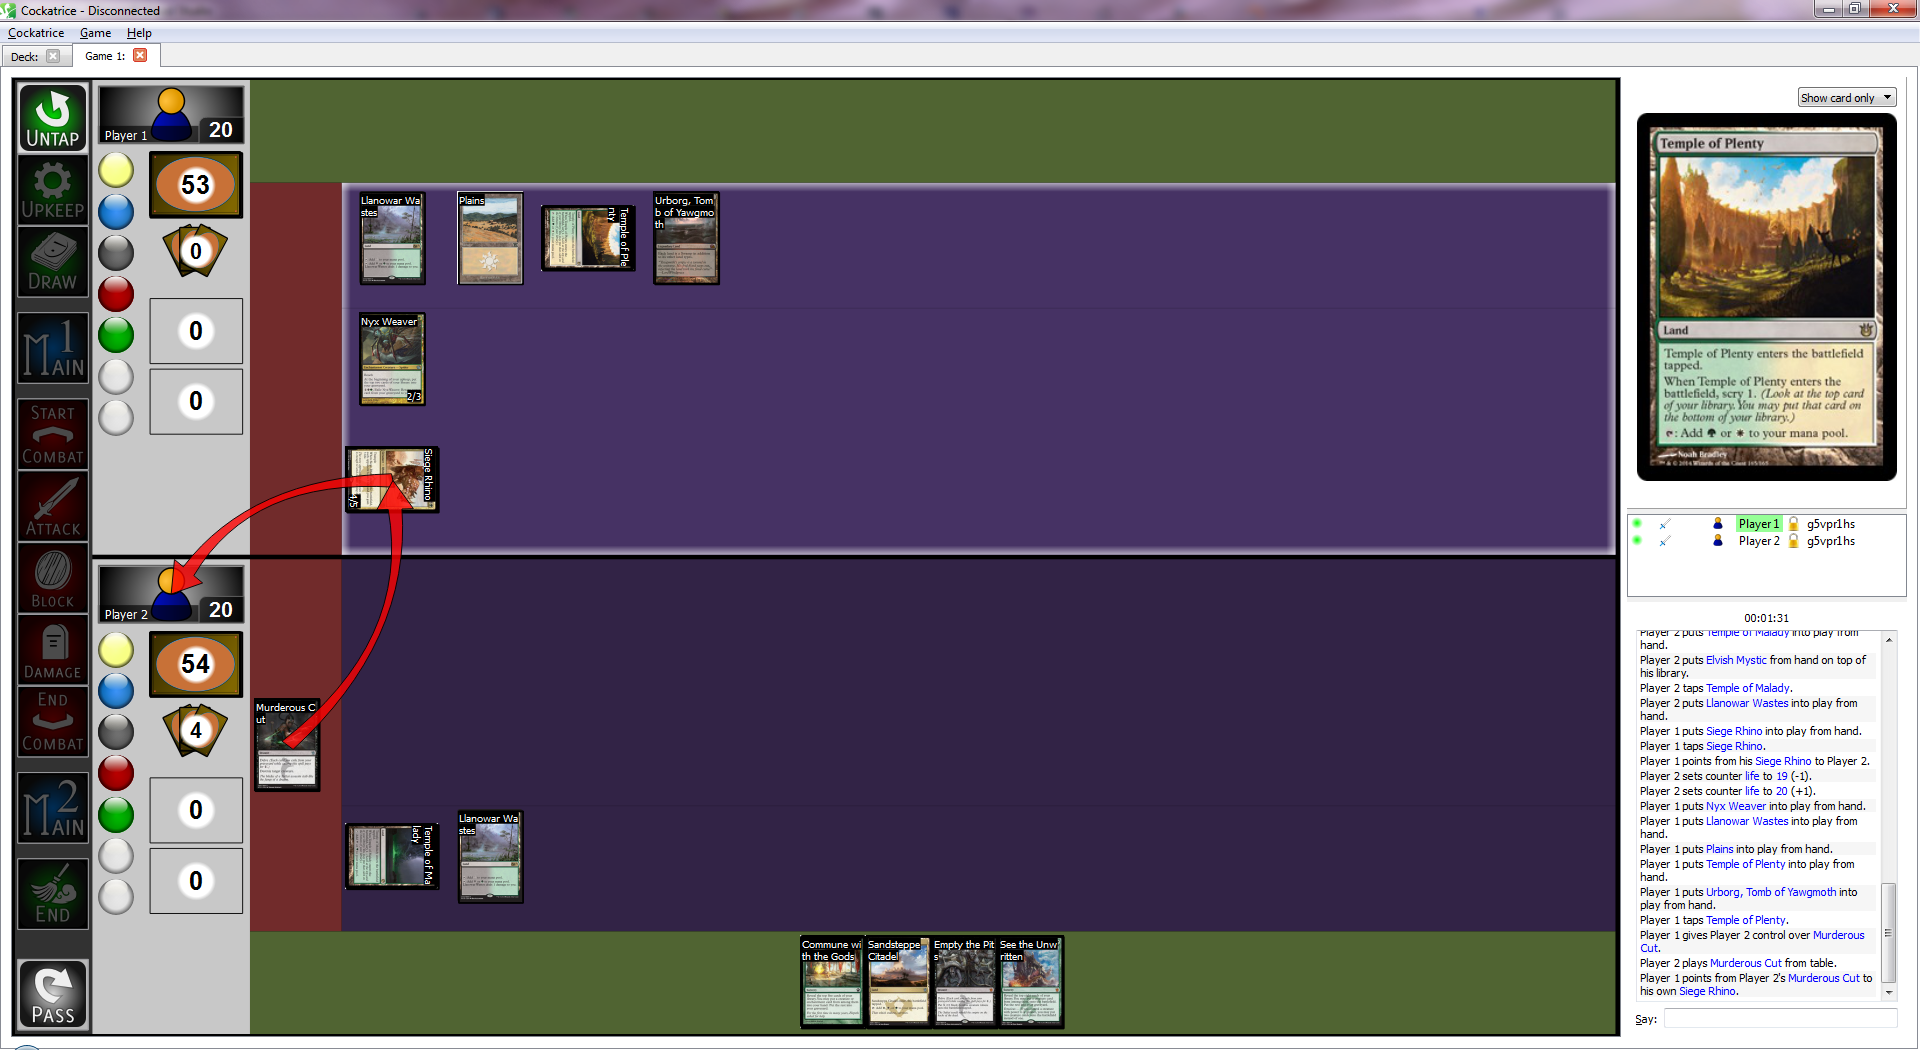 Cockatrice - Disconnected
Cockatrice Game Help
Deck:
Game 1:
UNTAP
UPKEEP
DRAW
MAIN 1
START
COMBAT
ATTACK
BLOCK
DAMAGE
END
COMBAT
MAIN 2
END
PASS
Player 1
20
53
0
0
0
Llanowar Wa
stes
Plains
Temple of Ple
nty
Urborg, Tom
b of Yawgmo
th
Nyx Weaver
2/3
Siege Rhino
4/5
Player 2
20
54
4
0
0
Murderous C
ut
Temple of Ma
lady
Llanowar Wa
stes
Commune wi
th the Gods
Sandsteppe
Citadel
Empty the Pit
s
See the Unw
ritten
Show card only
Temple of Plenty
Land
Temple of Plenty enters the battlefield
tapped.
When Temple of Plenty enters the
battlefield, scry 1. (Look at the top card
of your library. You may put that card on
the bottom of your library.)
: Add or to your mana pool.
Noah Bradley
Player 1 g5vpr1hs
Player 2 g5vpr1hs
00:01:31
Player 2 puts Temple of Malady into play from
hand.
Player 2 puts Elvish Mystic from hand on top of
his library.
Player 2 taps Temple of Malady.
Player 2 puts Llanowar Wastes into play from
hand.
Player 1 puts Siege Rhino into play from hand.
Player 1 taps Siege Rhino.
Player 1 points from his Siege Rhino to Player 2.
Player 2 sets counter life to 19 (-1).
Player 2 sets counter life to 20 (+1).
Player 1 puts Nyx Weaver into play from hand.
Player 1 puts Llanowar Wastes into play from
hand.
Player 1 puts Plains into play from hand.
Player 1 puts Temple of Plenty into play from
hand.
Player 1 puts Urborg, Tomb of Yawgmoth into
play from hand.
Player 1 taps Temple of Plenty.
Player 1 gives Player 2 control over Murderous
Cut.
Player 2 plays Murderous Cut from table.
Player 1 points from Player 2's Murderous Cut to
his own Siege Rhino.
Say: